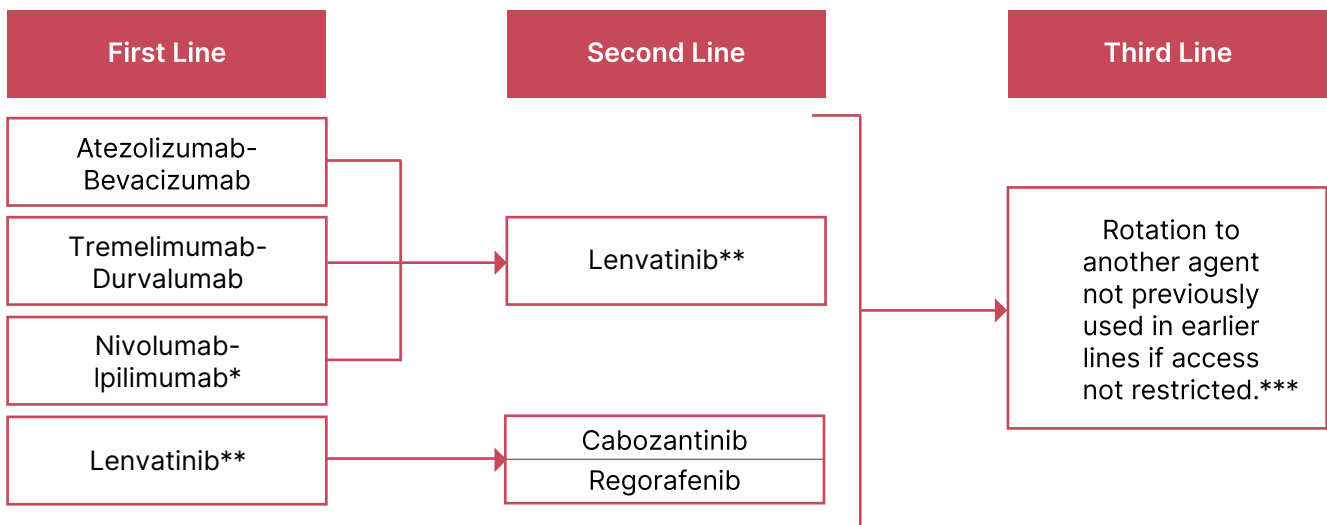 First Line
Second Line
Third Line
Atezolizumab-
Bevacizumab
Tremelimumab-
Durvalumab
Nivolumab-
Ipilimumab*
Lenvatinib**
Lenvatinib**
Cabozantinib
Regorafenib
Rotation to
another agent
not previously
used in earlier
lines if access
not restricted.***